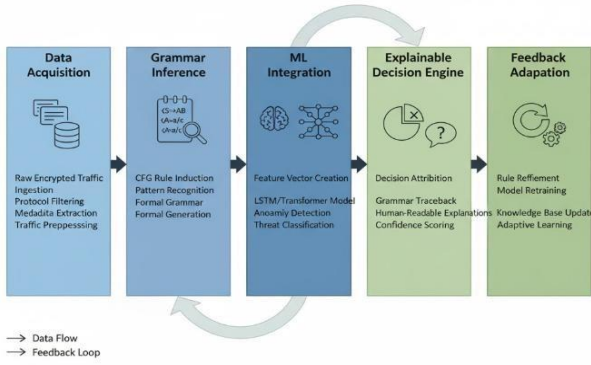 Data
Acquisition
Raw Encrypted Traffic
Ingestion
Protocol Filtering
Medadata Extraction
Traffic Preppesssing
Grammar
Inference
CFG Rule Induction
Pattern Recognition
Formal Grammar
Formal Generation
ML
Integration
Feature Vector Creation
LSTM/Transformer Model
Anoamly Detection
Threat Classification
Explainable
Decision Engine
?
Decision Attribition
Grammar Traceback
Human-Readable Explanations
Confidence Scoring
Feedback
Adapation
Rule Reffiement
Model Retraining
Knowledge Base Update
Adaptive Learning
Data Flow
Feedback Loop